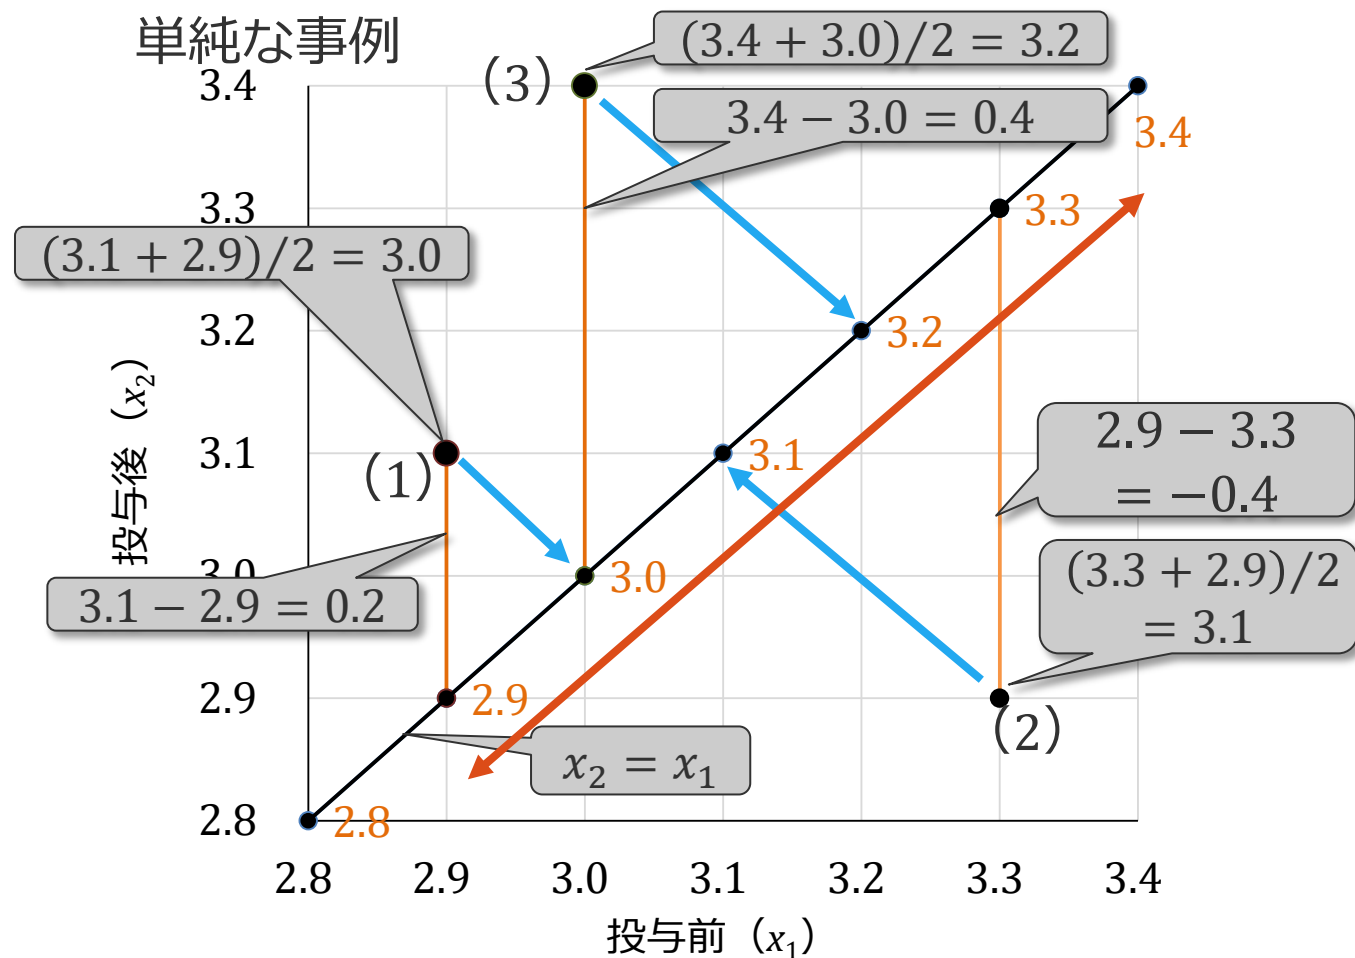 単純な事例
(3.4 + 3.0)/2 = 3.2
(3)
3.4 − 3.0 = 0.4
(3.1 + 2.9)/2 = 3.0
(1)
3.1 − 2.9 = 0.2
2.9 − 3.3
= −0.4
(3.3 + 2.9)/2
= 3.1
(2)
x₂ = x₁
3.4
3.3
3.2
3.1
3.0
2.9
2.8
3.4
3.3
3.2
3.1
3.0
2.9
2.8
2.8 2.9 3.0 3.1 3.2 3.3 3.4
投与後（x₂）
投与前（x₁）